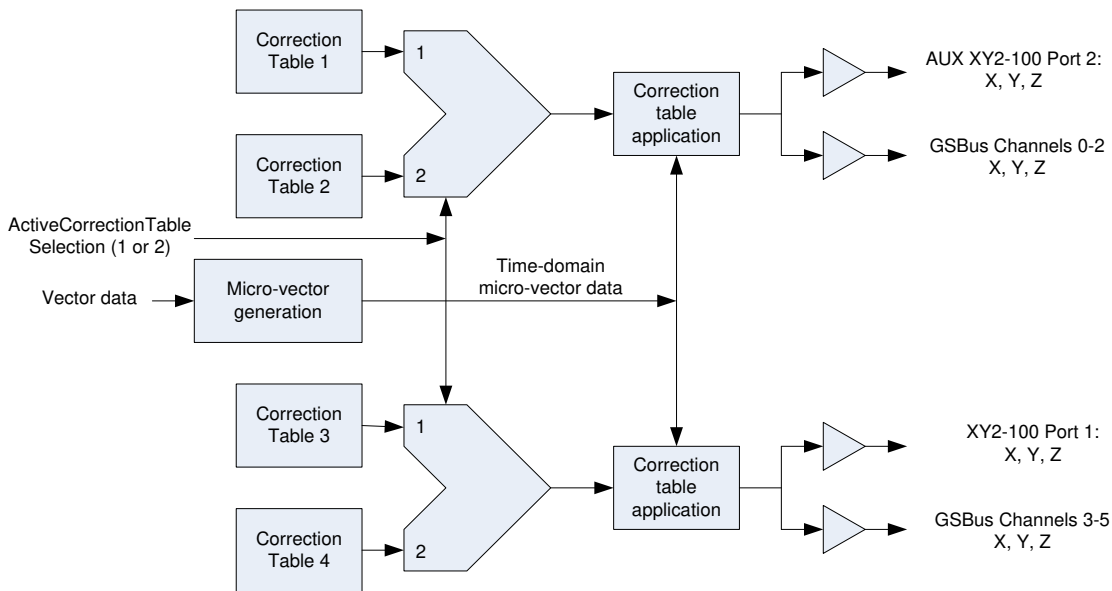 Correction
Table 1
1
Correction
Table 2
2
Correction
table
application
AUX XY2-100 Port 2:
X, Y, Z
GSBus Channels 0-2
X, Y, Z
ActiveCorrectionTable
Selection (1 or 2)
Vector data
Micro-vector
generation
Time-domain
micro-vector data
Correction
Table 3
1
Correction
Table 4
2
Correction
table
application
XY2-100 Port 1:
X, Y, Z
GSBus Channels 3-5
X, Y, Z